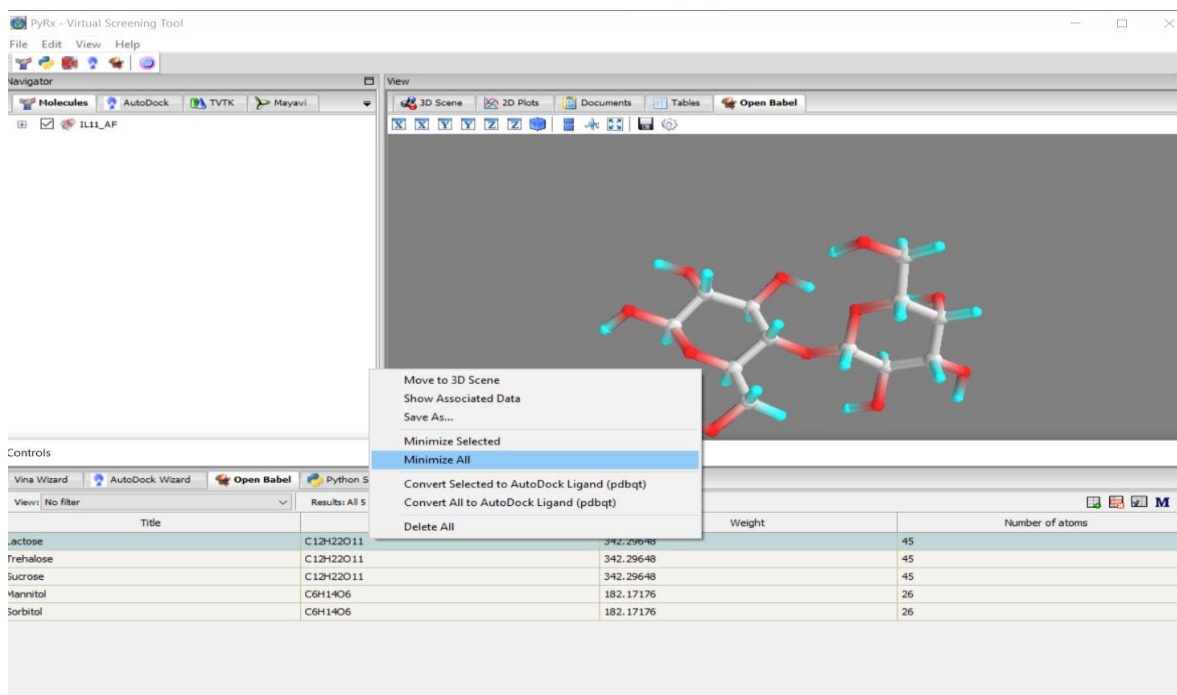 PyRx - Virtual Screening Tool
File Edit View Help
Navigator
View
Molecules AutoDock TVTK Mayavi
3D Scene 2D Plots Documents Tables Open Babel
IL11_AF
X X Y Y Z Z
Move to 3D Scene
Show Associated Data
Save As...
Minimize Selected
Minimize All
Convert Selected to AutoDock Ligand (pdbqt)
Convert All to AutoDock Ligand (pdbqt)
Delete All
Controls
Vina Wizard AutoDock Wizard Open Babel Python S
View: No filter Results: All 5 M
Title Weight Number of atoms
Lactose C12H22O11 342.29648 45
Trehalose C12H22O11 342.29648 45
Sucrose C12H22O11 342.29648 45
Mannitol C6H14O6 182.17176 26
Sorbitol C6H14O6 182.17176 26